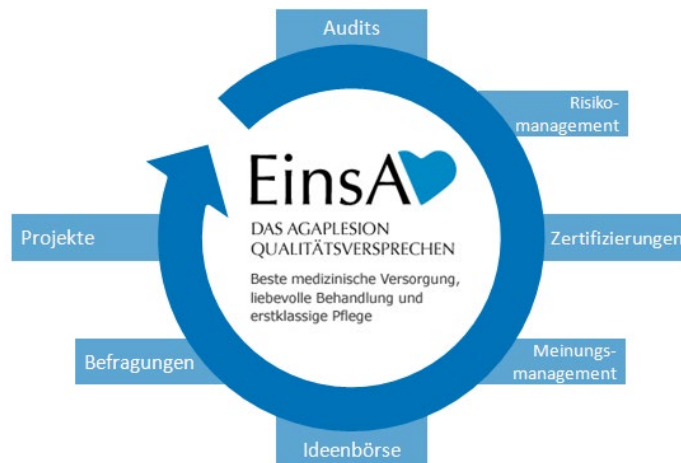 Audits
Risiko-
management
Zertifizierungen
Meinungs-
management
Ideenbörse
Befragungen
Projekte
EinsA
DAS AGAPLESION
QUALITÄTSVERSPRECHEN
Beste medizinische Versorgung,
liebevolle Behandlung und
erstklassige Pflege